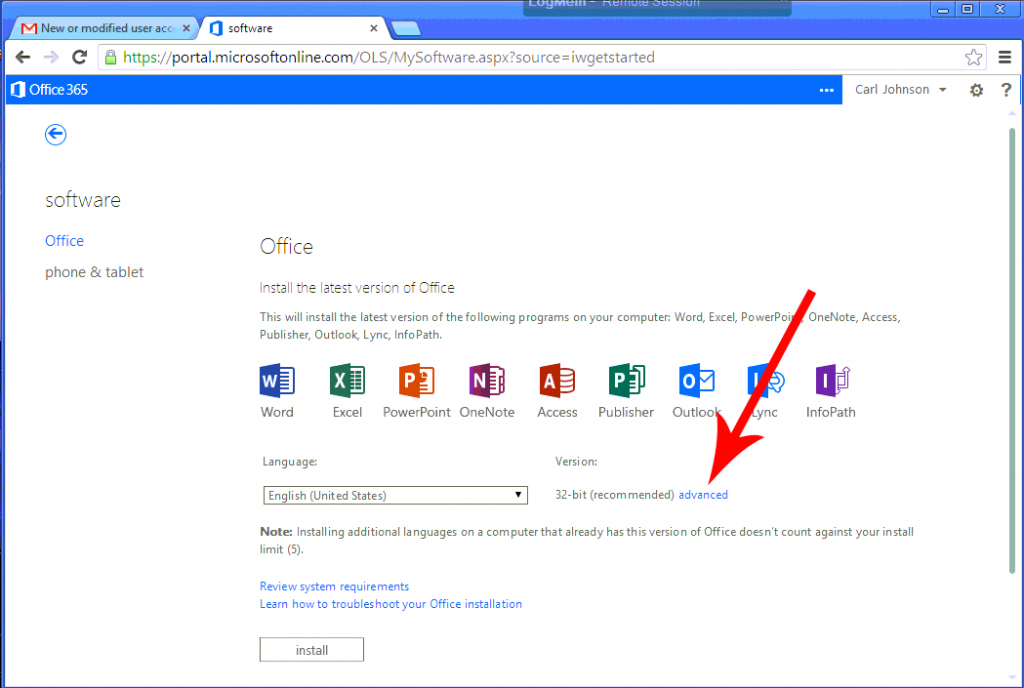 LogMeIn - Remote Session
New or modified user acc
software
https://portal.microsoftonline.com/OLS/MySoftware.aspx?source=iwgetstarted
Office 365
Carl Johnson
?
software
Office
phone & tablet
Office
Install the latest version of Office
This will install the latest version of the following programs on your computer: Word, Excel, PowerPoint, OneNote, Access,
Publisher, Outlook, Lync, InfoPath.
Word Excel PowerPoint OneNote Access Publisher Outlook Lync InfoPath
Language:
Version:
English (United States)
32-bit (recommended) advanced
Note: Installing additional languages on a computer that already has this version of Office doesn't count against your install
limit (5).
Review system requirements
Learn how to troubleshoot your Office installation
install